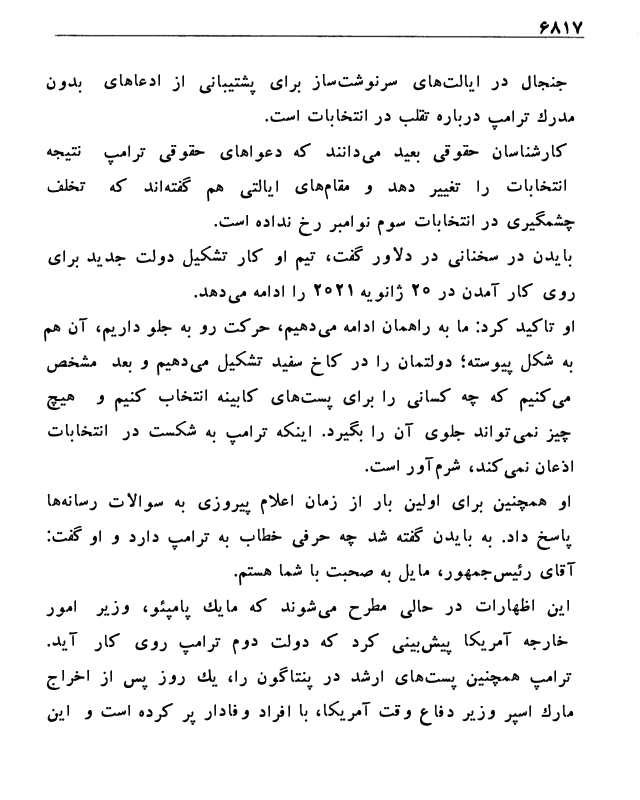 ۶۸۱۷
جنجال در ایالت‌های سرنوشت‌ساز برای پشتیبانی از ادعاهای بدون
مدرك ترامپ درباره تقلب در انتخابات است.
کارشناسان حقوقی بعید می‌دانند که دعواهای حقوقی ترامپ نتیجه
انتخابات را تغییر دهد و مقام‌های ایالتی هم گفته‌اند که تخلف
چشمگیری در انتخابات سوم نوامبر رخ نداده است.
بایدن در سخنانی در دلاور گفت، تیم او کار تشکیل دولت جدید برای
روی کار آمدن در ۲۰ ژانویه ۲۰۲۱ را ادامه می‌دهد.
او تاکید کرد: ما به راهمان ادامه می‌دهیم، حرکت رو به جلو داریم، آن هم
به شکل پیوسته؛ دولتمان را در کاخ سفید تشکیل می‌دهیم و بعد مشخص
می‌کنیم که چه کسانی را برای پست‌های کابینه انتخاب کنیم و هیچ
چیز نمی‌تواند جلوی آن را بگیرد. اینکه ترامپ به شکست در انتخابات
اذعان نمی‌کند، شرم‌آور است.
او همچنین برای اولین بار از زمان اعلام پیروزی به سوالات رسانه‌ها
پاسخ داد. به بایدن گفته شد چه حرفی خطاب به ترامپ دارد و او گفت:
آقای رئیس‌جمهور، مایل به صحبت با شما هستم.
این اظهارات در حالی مطرح می‌شوند که مایك پامپئو، وزیر امور
خارجه آمریکا پیش‌بینی کرد که دولت دوم ترامپ روی کار آید.
ترامپ همچنین پست‌های ارشد در پنتاگون را، یك روز پس از اخراج
مارك اسپر وزیر دفاع وقت آمریکا، با افراد وفادار پر کرده است و این